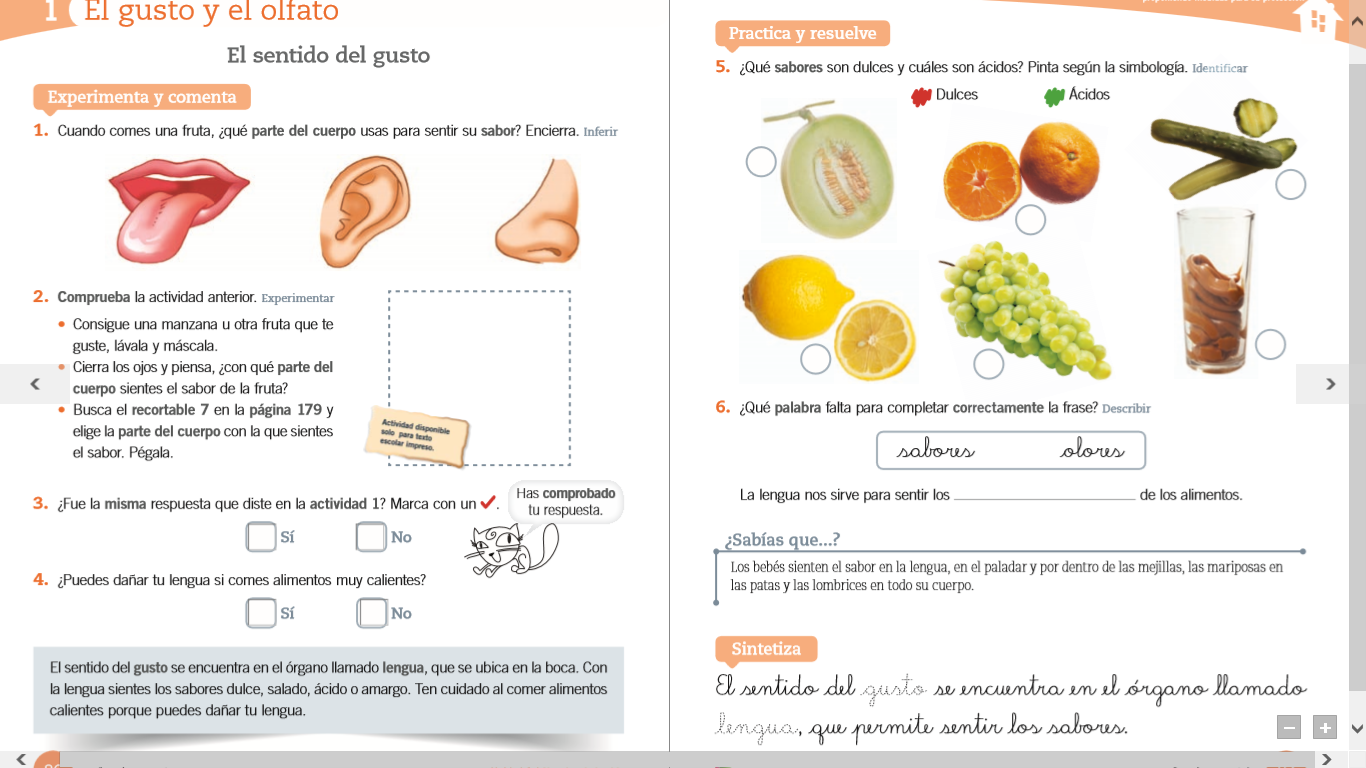 1 El gusto y el olfato
El sentido del gusto
Experimenta y comenta
1. Cuando comes una fruta, ¿qué parte del cuerpo usas para sentir su sabor? Encierra. Inferir
2. Comprueba la actividad anterior. Experimentar
• Consigue una manzana u otra fruta que te
guste, lávala y máscala.
• Cierra los ojos y piensa, ¿con qué parte del
cuerpo sientes el sabor de la fruta?
• Busca el recortable 7 en la página 179 y
elige la parte del cuerpo con la que sientes
el sabor. Pégala.
Actividad disponible
solo para texto
escolar impreso.
3. ¿Fue la misma respuesta que diste en la actividad 1? Marca con un ✓.
Has comprobado
tu respuesta.
Sí No
4. ¿Puedes dañar tu lengua si comes alimentos muy calientes?
Sí No
El sentido del gusto se encuentra en el órgano llamado lengua, que se ubica en la boca. Con
la lengua sientes los sabores dulce, salado, ácido o amargo. Ten cuidado al comer alimentos
calientes porque puedes dañar tu lengua.
Practica y resuelve
5. ¿Qué sabores son dulces y cuáles son ácidos? Pinta según la simbología. Identificar
Dulces Ácidos
6. ¿Qué palabra falta para completar correctamente la frase? Describir
sabores olores
La lengua nos sirve para sentir los ____________________ de los alimentos.
¿Sabías que...?
Los bebés sienten el sabor en la lengua, en el paladar y por dentro de las mejillas, las mariposas en
las patas y las lombrices en todo su cuerpo.
Sintetiza
El sentido del gusto se encuentra en el órgano llamado
lengua, que permite sentir los sabores.